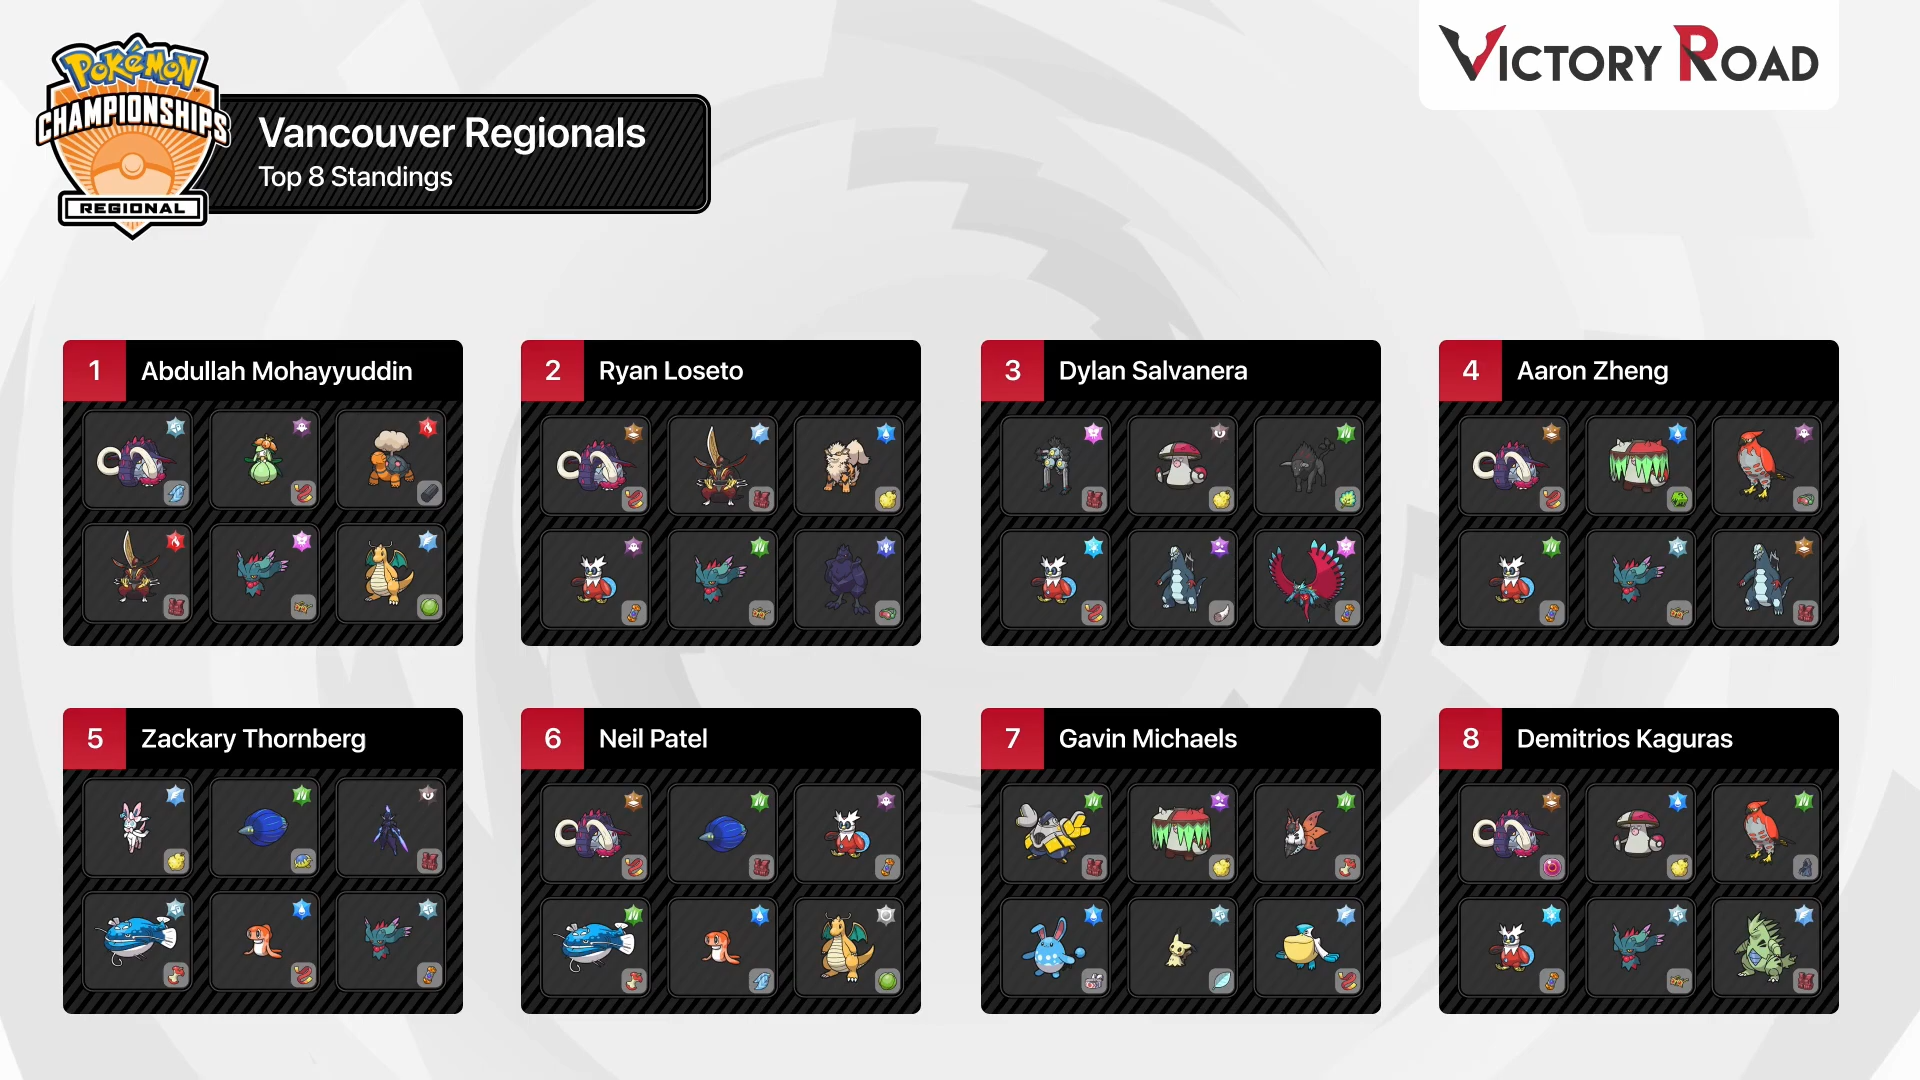 Pokémon
CHAMPIONSHIPS
REGIONAL
Vancouver Regionals
Top 8 Standings
VICTORY ROAD
1 Abdullah Mohayyuddin
2 Ryan Loseto
3 Dylan Salvanera
4 Aaron Zheng
5 Zackary Thornberg
6 Neil Patel
7 Gavin Michaels
8 Demitrios Kaguras